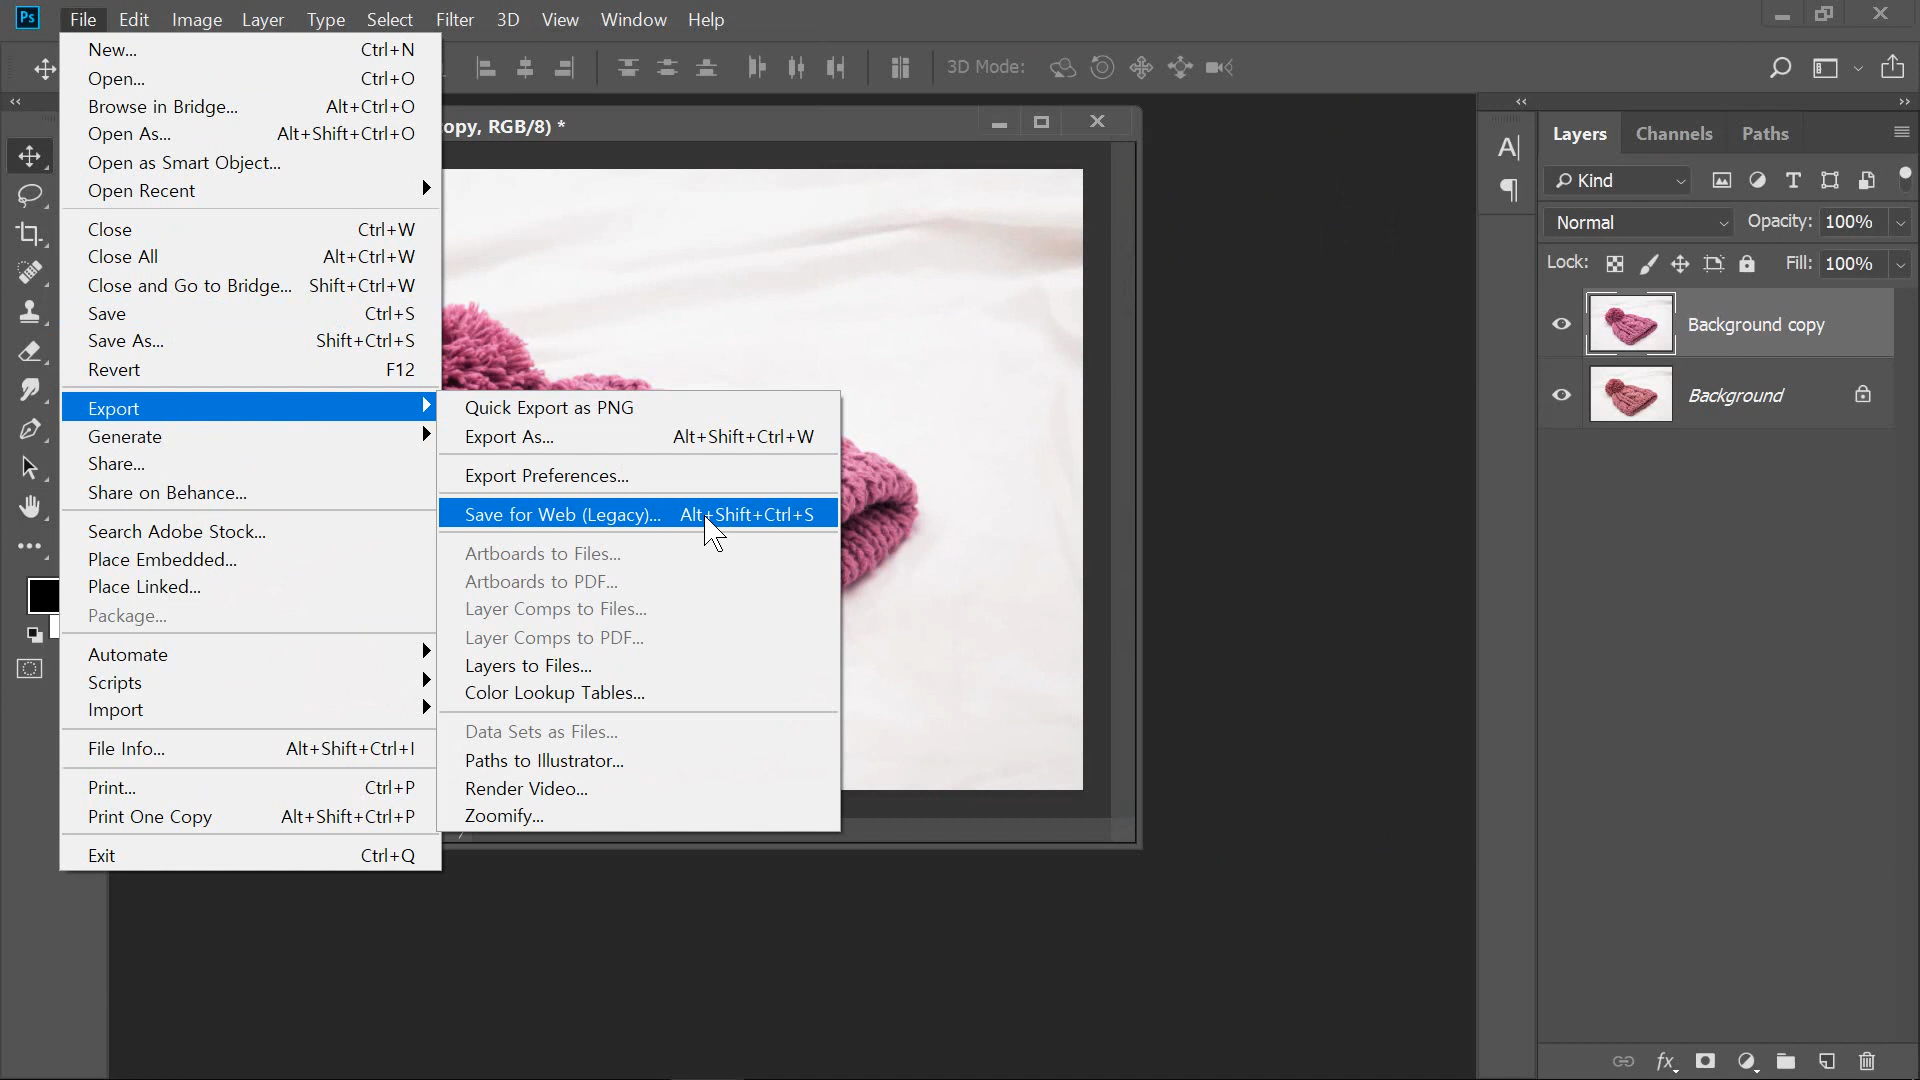 Ps File Edit Image Layer Type Select Filter 3D View Window Help
3D Mode:
opy, RGB/8) *
New... Ctrl+N
Open... Ctrl+O
Browse in Bridge... Alt+Ctrl+O
Open As... Alt+Shift+Ctrl+O
Open as Smart Object...
Open Recent
Close Ctrl+W
Close All Alt+Ctrl+W
Close and Go to Bridge... Shift+Ctrl+W
Save Ctrl+S
Save As... Shift+Ctrl+S
Revert F12
Export
Generate
Share...
Share on Behance...
Search Adobe Stock...
Place Embedded...
Place Linked...
Package...
Automate
Scripts
Import
File Info... Alt+Shift+Ctrl+I
Print... Ctrl+P
Print One Copy Alt+Shift+Ctrl+P
Exit Ctrl+Q
Quick Export as PNG
Export As... Alt+Shift+Ctrl+W
Export Preferences...
Save for Web (Legacy)... Alt+Shift+Ctrl+S
Artboards to Files...
Artboards to PDF...
Layer Comps to Files...
Layer Comps to PDF...
Layers to Files...
Color Lookup Tables...
Data Sets as Files...
Paths to Illustrator...
Render Video...
Zoomify...
Layers Channels Paths
Kind
Normal Opacity: 100%
Lock: Fill: 100%
Background copy
Background
fx